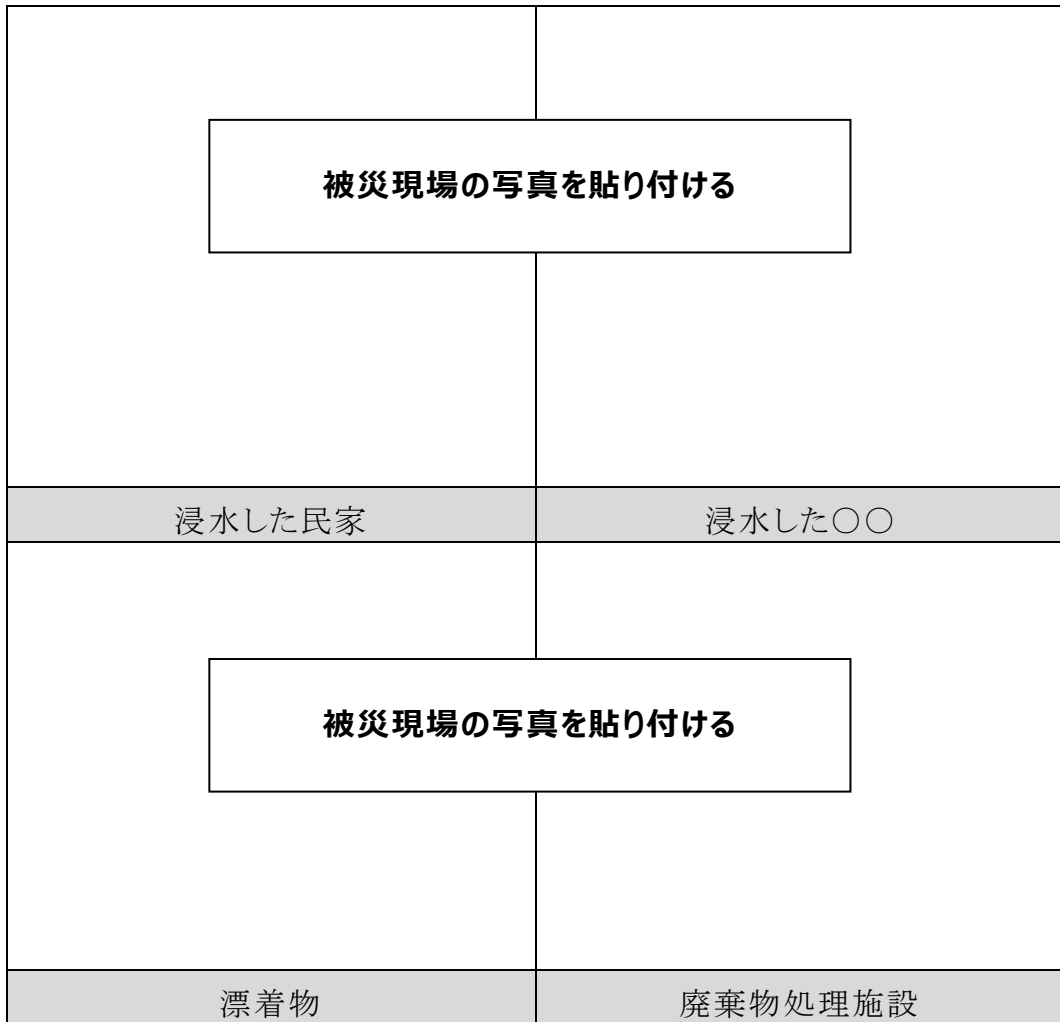 被災現場の写真を貼り付ける
浸水した民家
浸水した○○
被災現場の写真を貼り付ける
漂着物
廃棄物処理施設